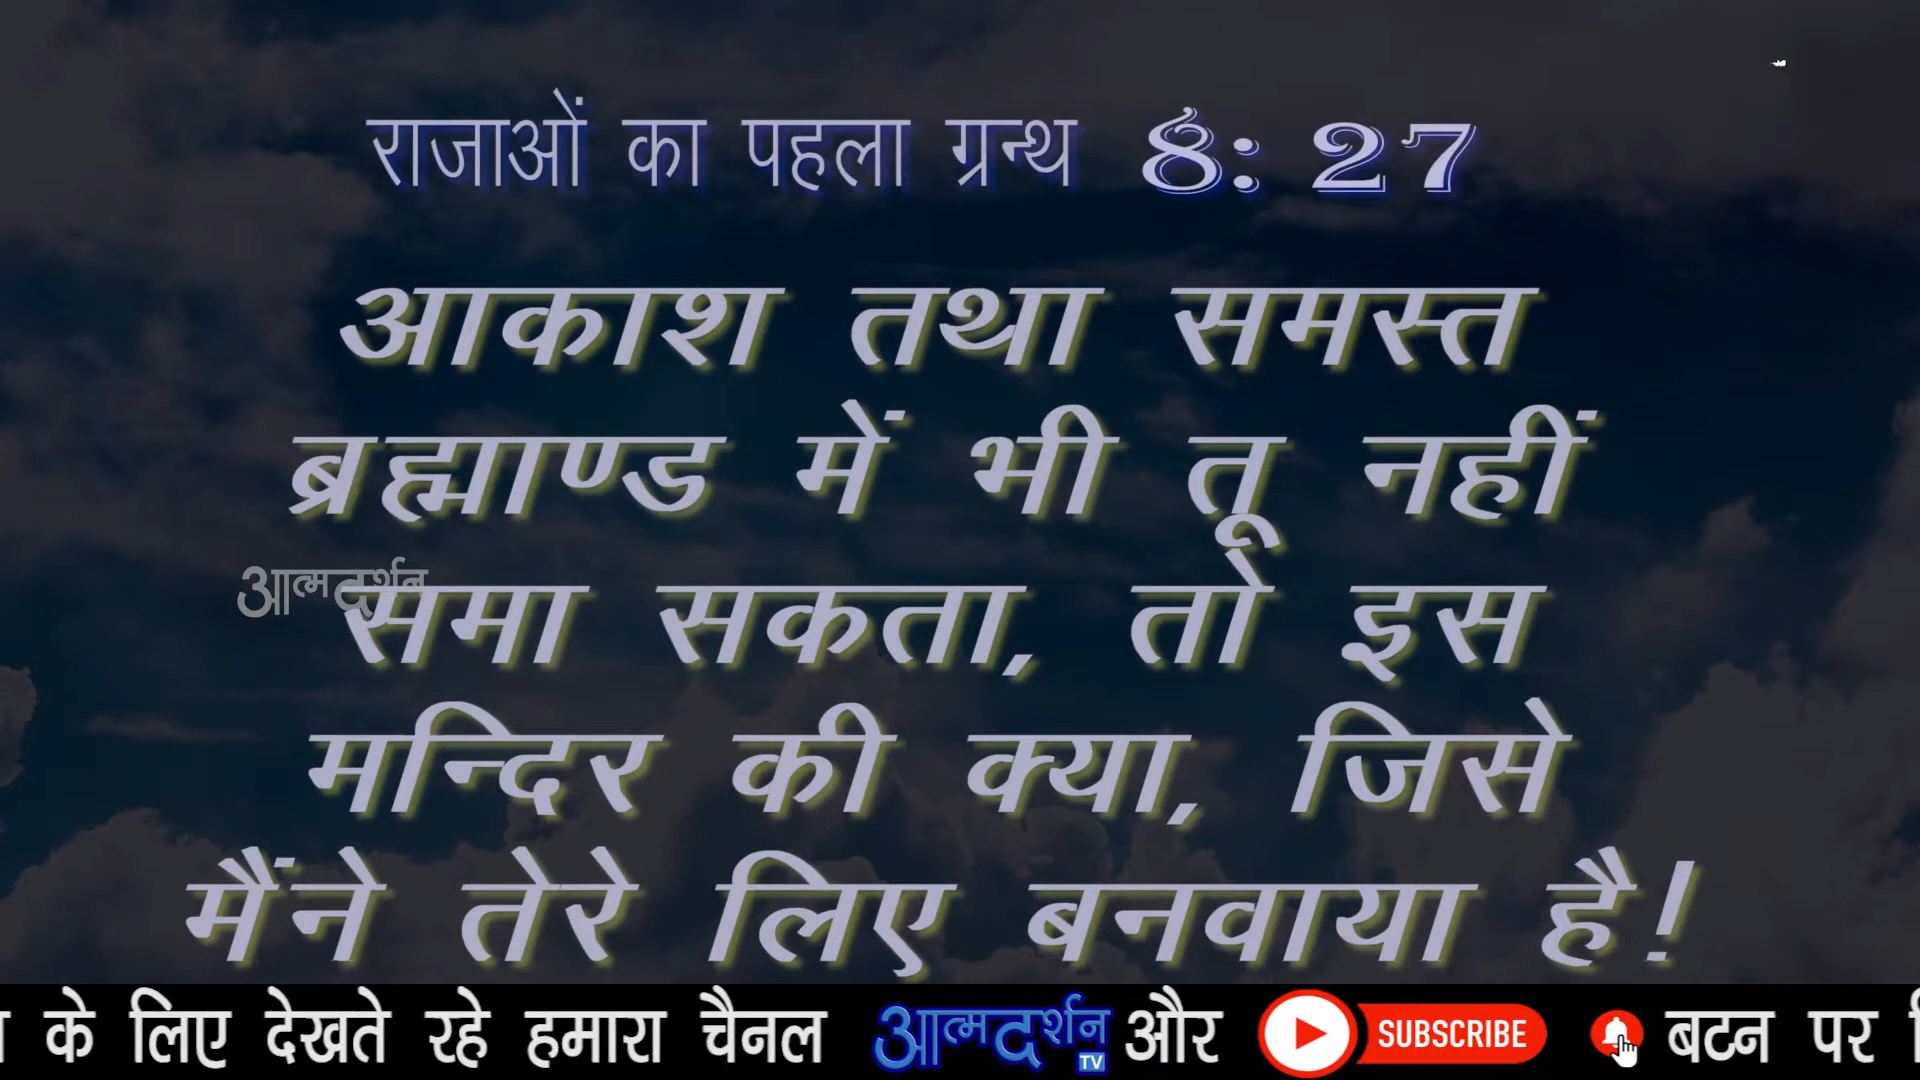 राजाओं का पहला ग्रन्थ 8: 27
आकाश तथा समस्त
ब्रह्माण्ड में भी तू नहीं
आत्मदर्शन
समा सकता, तो इस
मन्दिर की क्या, जिसे
मैंने तेरे लिए बनवाया है!
के लिए देखते रहे हमारा चैनल आत्मदर्शन TV और SUBSCRIBE बटन पर